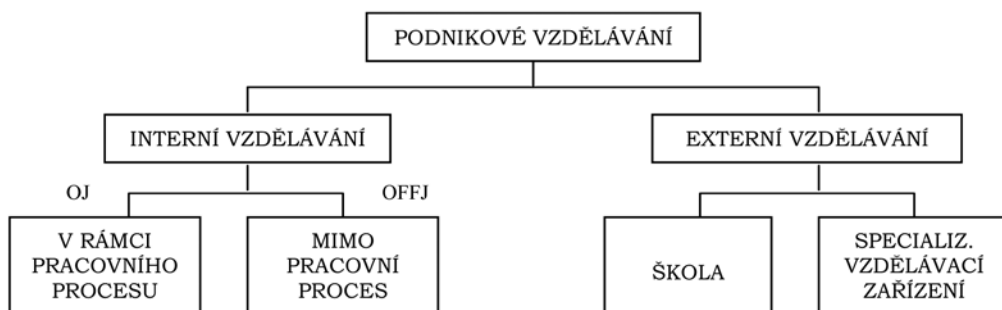 PODNIKOVÉ VZDĚLÁVÁNÍ
INTERNÍ VZDĚLÁVÁNÍ
EXTERNÍ VZDĚLÁVÁNÍ
OJ
OFFJ
V RÁMCI
PRACOVNÍHO
PROCESU
MIMO
PRACOVNÍ
PROCES
ŠKOLA
SPECIALIZ.
VZDĚLÁVACÍ
ZAŘÍZENÍ